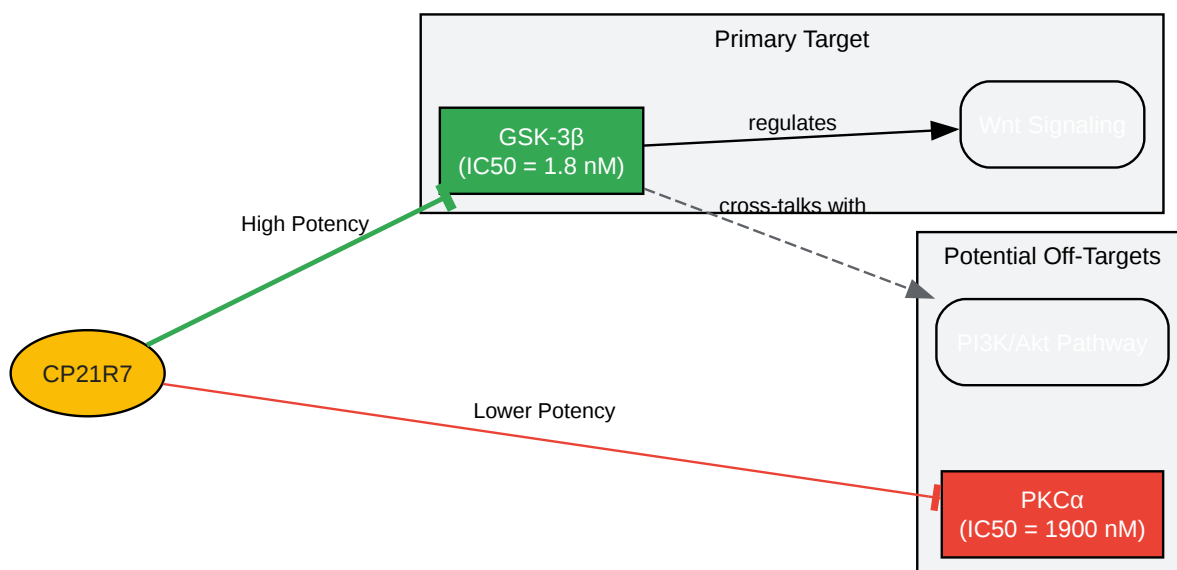 Primary Target
GSK-3β
(IC50 = 1.8 nM)
regulates
Wnt Signaling
cross-talks with
High Potency
Potential Off-Targets
PI3K/Akt Pathway
CP21R7
Lower Potency
PKCα
(IC50 = 1900 nM)